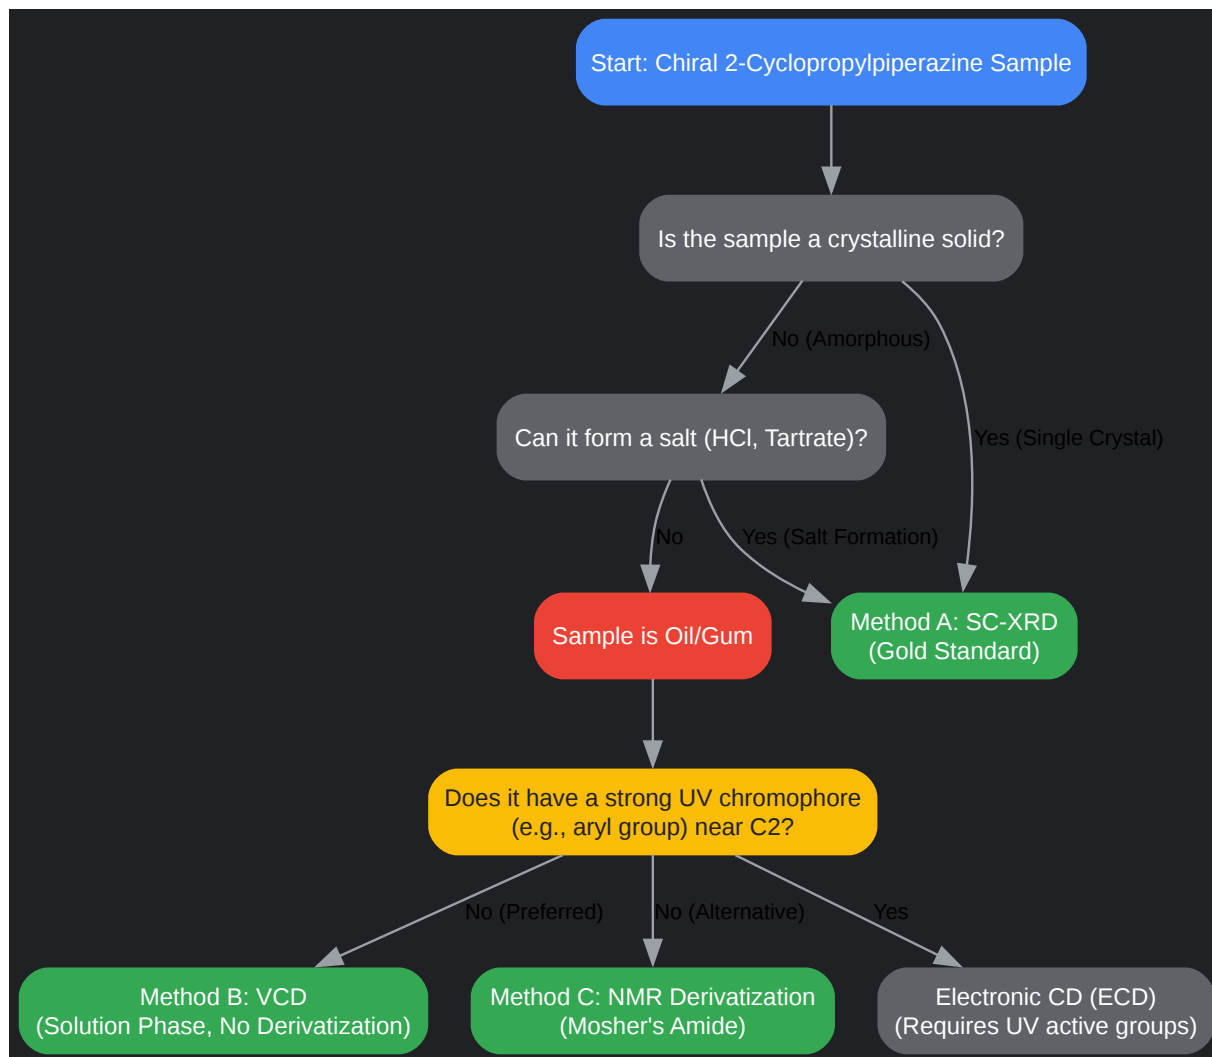 Start: Chiral 2-Cyclopropylpiperazine Sample
Is the sample a crystalline solid?
No (Amorphous)
Can it form a salt (HCl, Tartrate)?
Yes (Single Crystal)
No
Yes (Salt Formation)
Sample is Oil/Gum
Method A: SC-XRD
(Gold Standard)
Does it have a strong UV chromophore
(e.g., aryl group) near C2?
No (Preferred)
No (Alternative)
Yes
Method B: VCD
(Solution Phase, No Derivatization)
Method C: NMR Derivatization
(Mosher's Amide)
Electronic CD (ECD)
(Requires UV active groups)